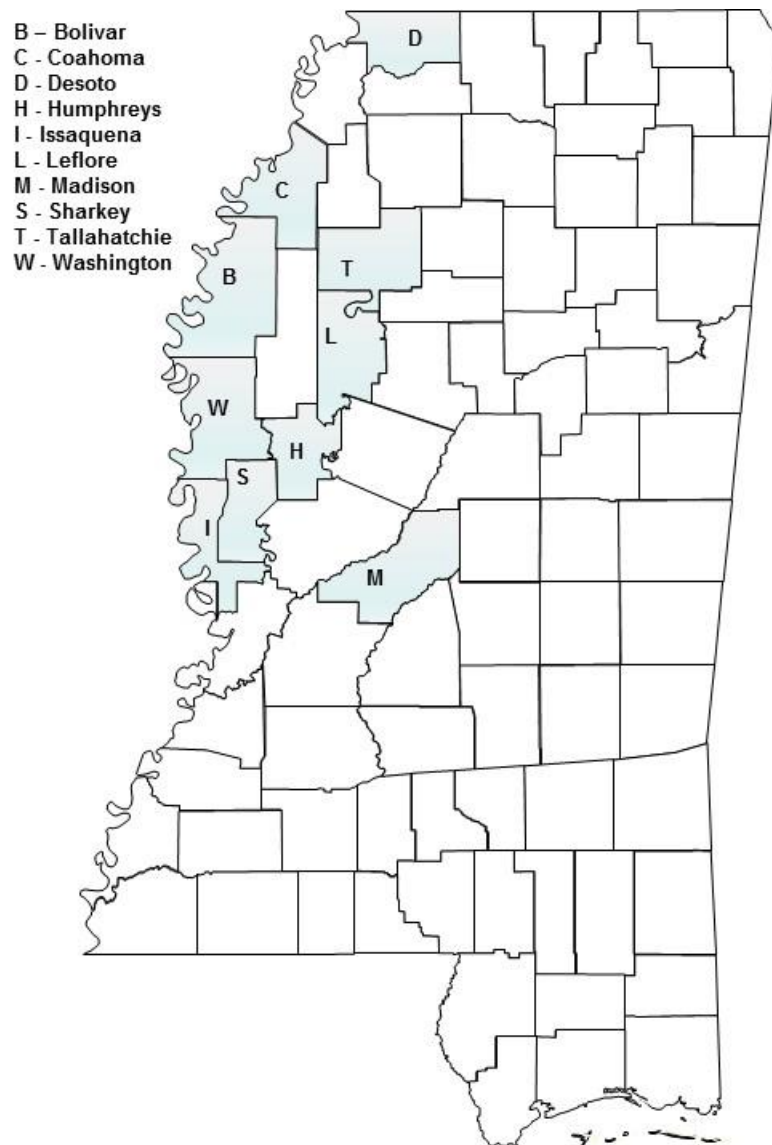 B – Bolivar
C - Coahoma
D - Desoto
H - Humphreys
I - Issaquena
L - Leflore
M - Madison
S - Sharkey
T - Tallahatchie
W - Washington
D
C
T
B
L
W
H
S
I
M